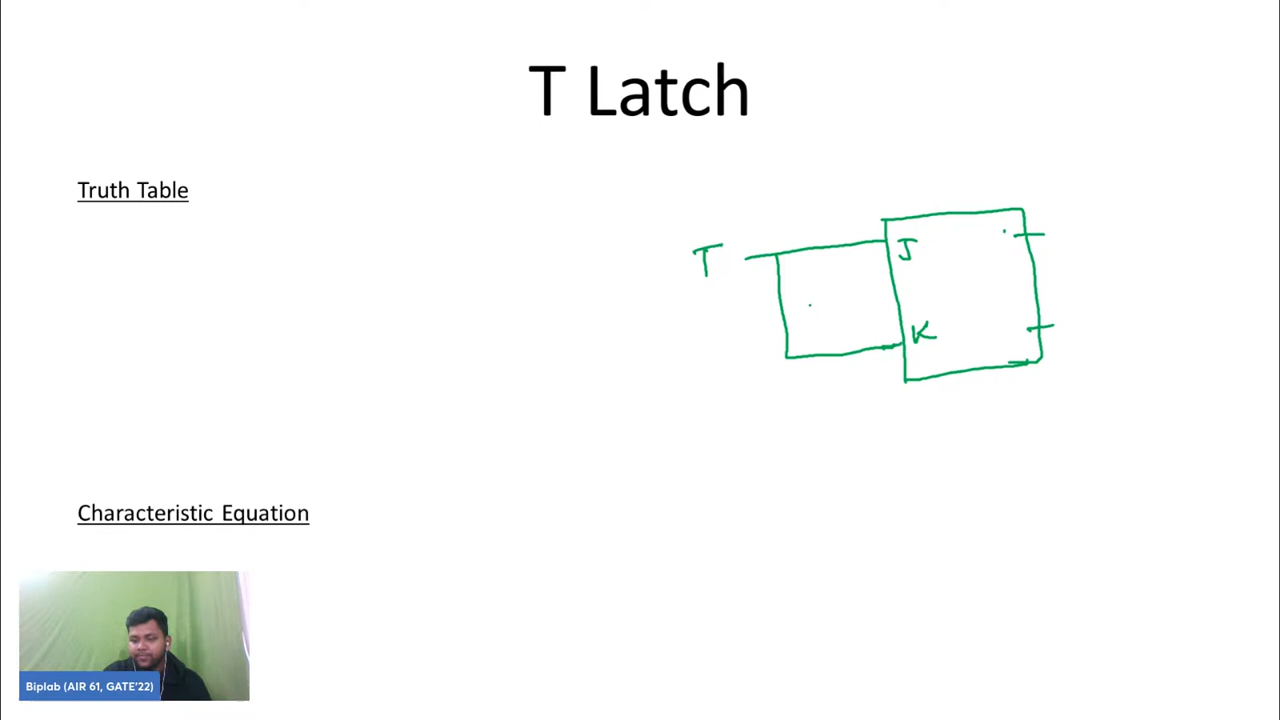 T Latch
Truth Table
T
J
K
Characteristic Equation
Biplab (AIR 61, GATE'22)